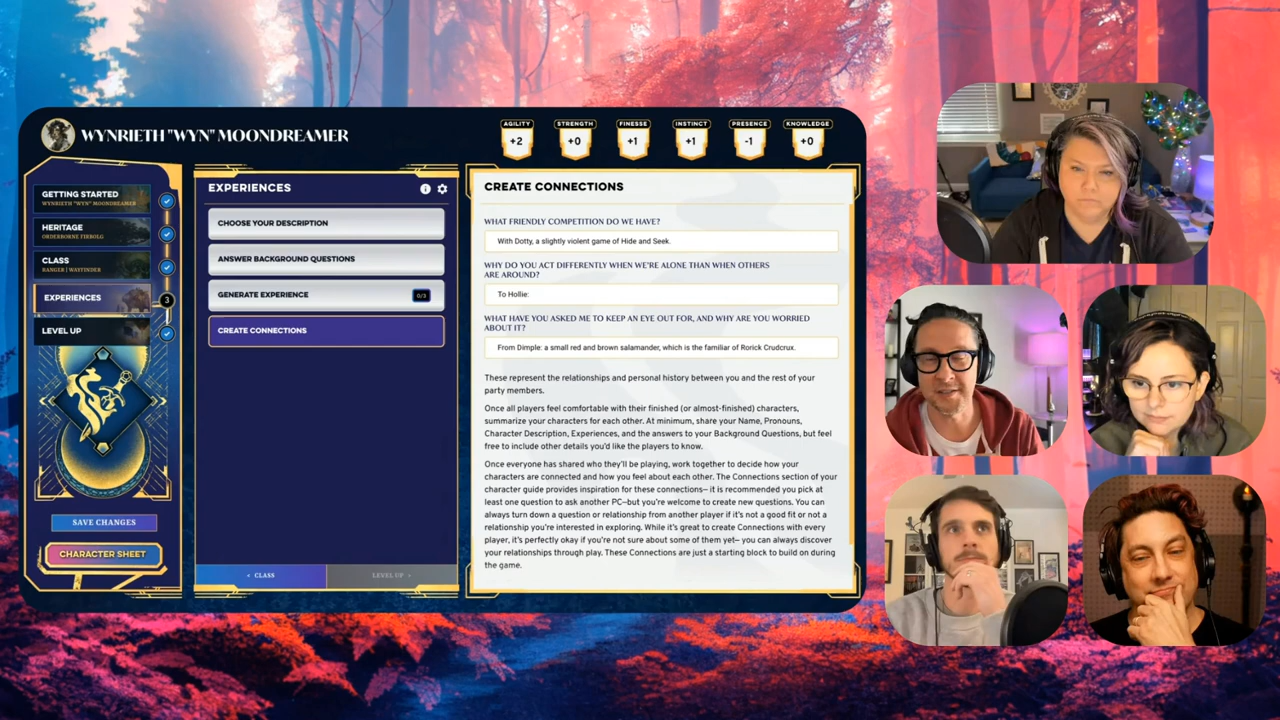 WYNRIETH "WYN" MOONDREAMER
AGILITY
+2
STRENGTH
+0
FINESSE
+1
INSTINCT
+1
PRESENCE
-1
KNOWLEDGE
+0
GETTING STARTED
WYNRIETH "WYN" MOONDREAMER
HERITAGE
ORDERBORNE FIRBOLG
CLASS
RANGER | WAYFINDER
EXPERIENCES
3
LEVEL UP
SAVE CHANGES
CHARACTER SHEET
EXPERIENCES
CHOOSE YOUR DESCRIPTION
ANSWER BACKGROUND QUESTIONS
GENERATE EXPERIENCE
0/3
CREATE CONNECTIONS
< CLASS
LEVEL UP >
CREATE CONNECTIONS
WHAT FRIENDLY COMPETITION DO WE HAVE?
With Dotty, a slightly violent game of Hide and Seek.
WHY DO YOU ACT DIFFERENTLY WHEN WE'RE ALONE THAN WHEN OTHERS
ARE AROUND?
To Hollie:
WHAT HAVE YOU ASKED ME TO KEEP AN EYE OUT FOR, AND WHY ARE YOU WORRIED
ABOUT IT?
From Dimple: a small red and brown salamander, which is the familiar of Rorick Crudcrux.
These represent the relationships and personal history between you and the rest of your
party members.
Once all players feel comfortable with their finished (or almost-finished) characters,
summarize your characters for each other. At minimum, share your Name, Pronouns,
Character Description, Experiences, and the answers to your Background Questions, but feel
free to include other details you'd like the players to know.
Once everyone has shared who they'll be playing, work together to decide how your
characters are connected and how you feel about each other. The Connections section of your
character guide provides inspiration for these connections— it is recommended you pick at
least one question to ask another PC—but you're welcome to create new questions. You can
always turn down a question or relationship from another player if it's not a good fit or not a
relationship you're interested in exploring. While it's great to create Connections with every
player, it's perfectly okay if you're not sure about some of them yet— you can always discover
your relationships through play. These Connections are just a starting block to build on during
the game.